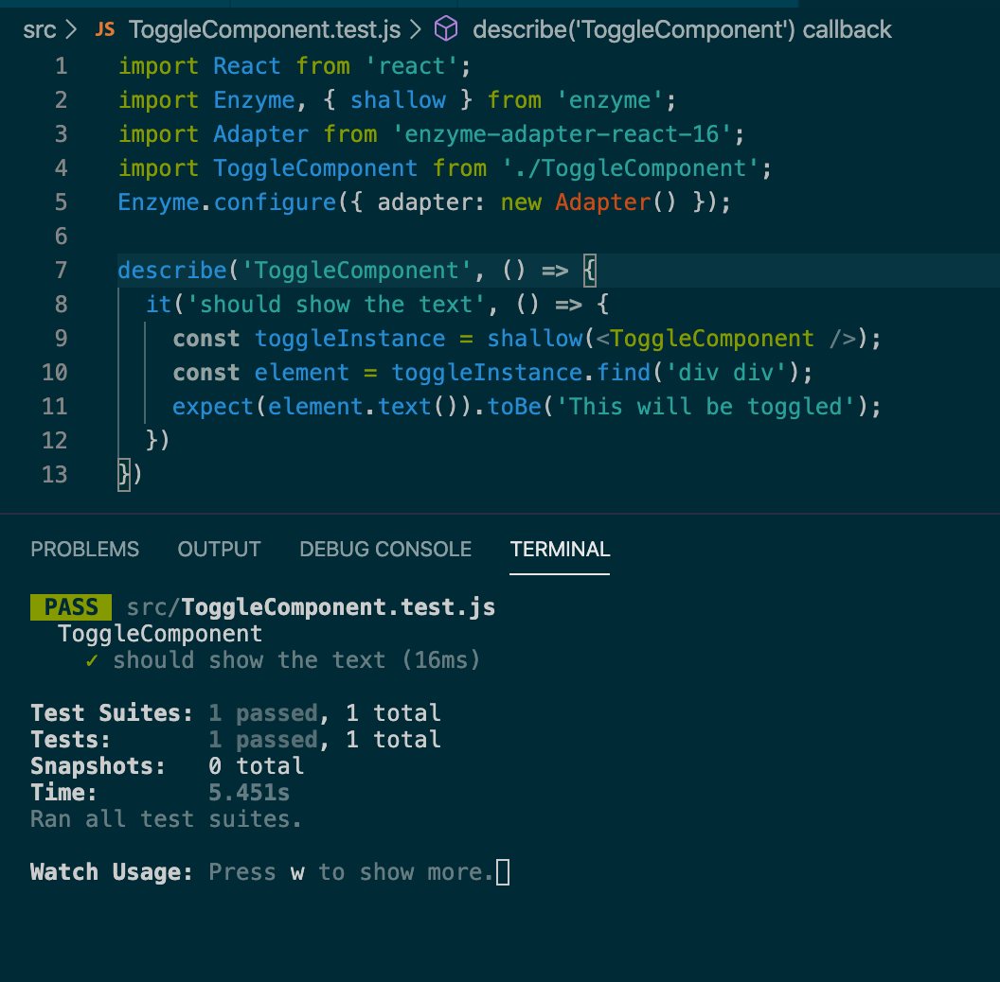 src > JS ToggleComponent.test.js > describe('ToggleComponent') callback
1 import React from 'react';
2 import Enzyme, { shallow } from 'enzyme';
3 import Adapter from 'enzyme-adapter-react-16';
4 import ToggleComponent from './ToggleComponent';
5 Enzyme.configure({ adapter: new Adapter() });
6
7 describe('ToggleComponent', () => {
8   it('should show the text', () => {
9     const toggleInstance = shallow(<ToggleComponent />);
10     const element = toggleInstance.find('div div');
11     expect(element.text()).toBe('This will be toggled');
12   })
13 })
PROBLEMS OUTPUT DEBUG CONSOLE TERMINAL
PASS src/ToggleComponent.test.js
ToggleComponent
✓ should show the text (16ms)
Test Suites: 1 passed, 1 total
Tests: 1 passed, 1 total
Snapshots: 0 total
Time: 5.451s
Ran all test suites.
Watch Usage: Press w to show more.